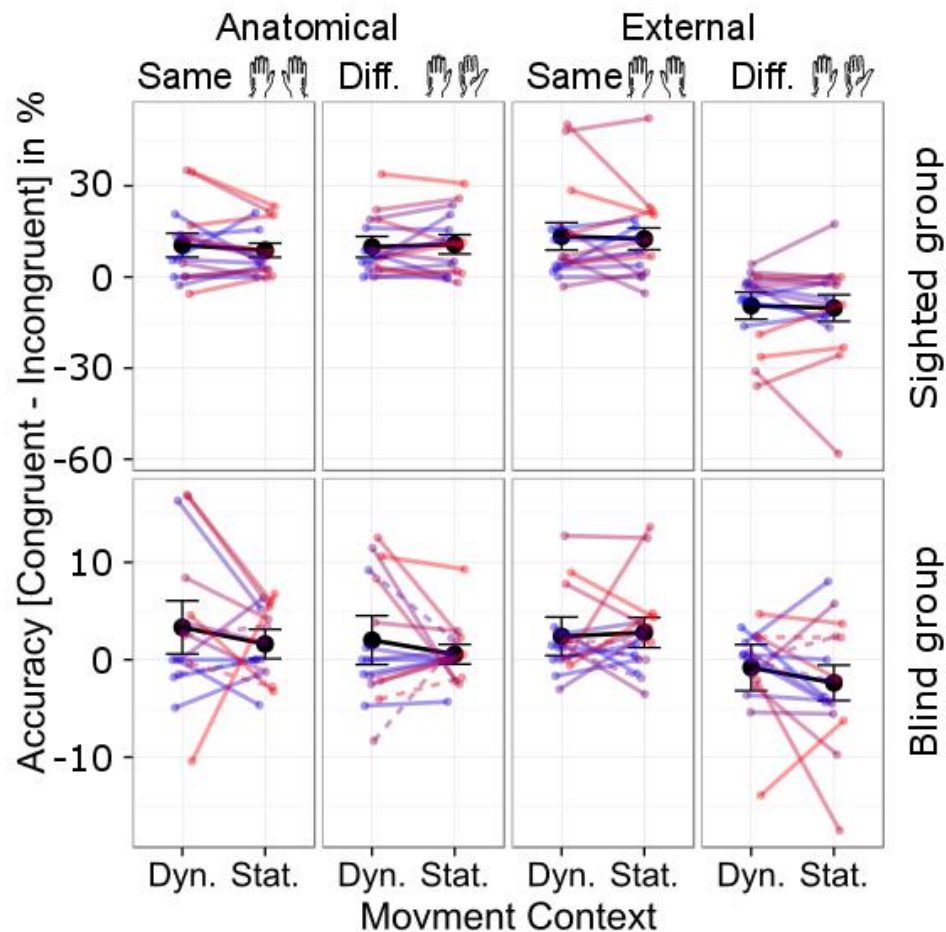 Anatomical External
Same Diff. Same Diff.
Accuracy [Congruent - Incongruent] in %
30
0
-30
-60
Sighted group
10
0
-10
Blind group
Dyn. Stat. Dyn. Stat. Dyn. Stat. Dyn. Stat.
Movment Context